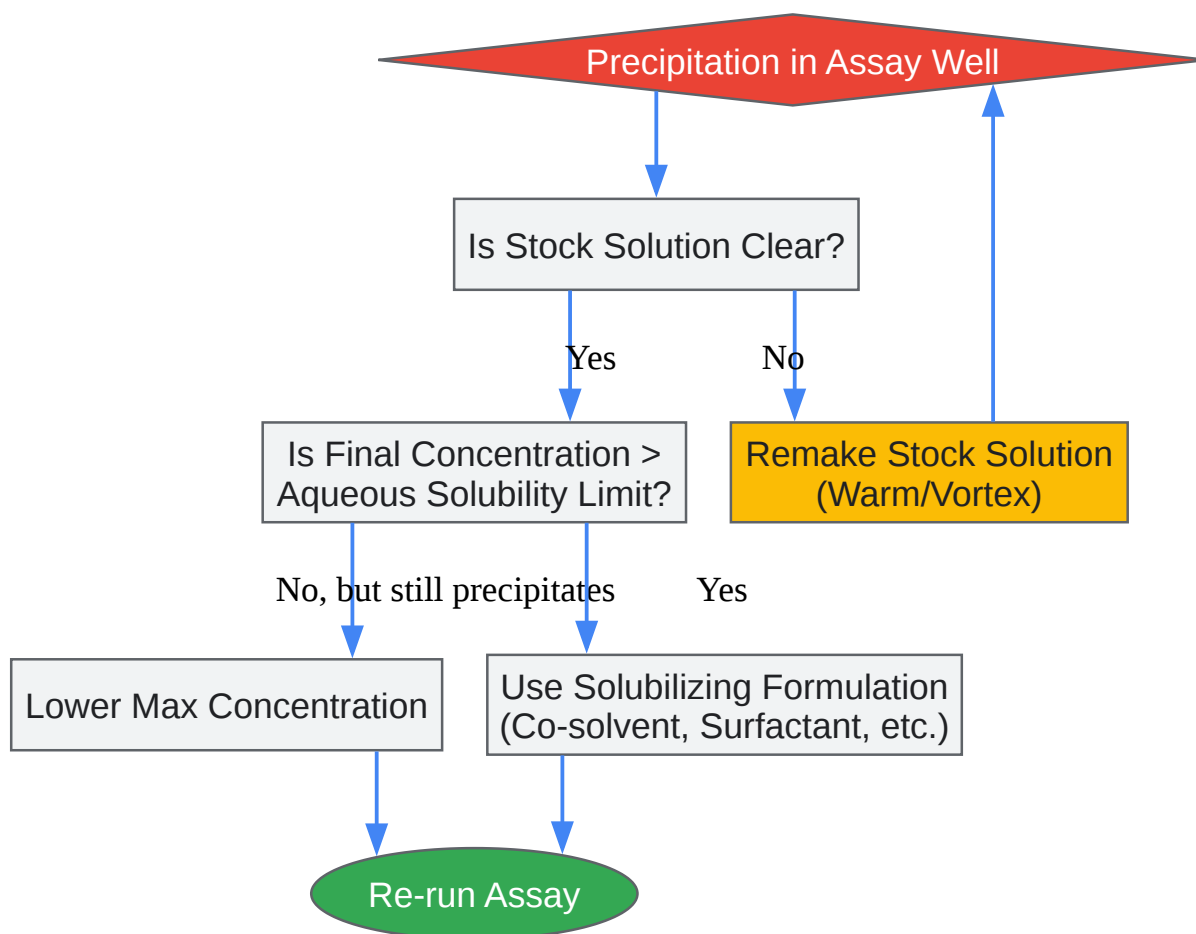 Precipitation in Assay Well
Is Stock Solution Clear?
Yes
No
Is Final Concentration >
Aqueous Solubility Limit?
Remake Stock Solution
(Warm/Vortex)
No, but still precipitates
Yes
Lower Max Concentration
Use Solubilizing Formulation
(Co-solvent, Surfactant, etc.)
Re-run Assay